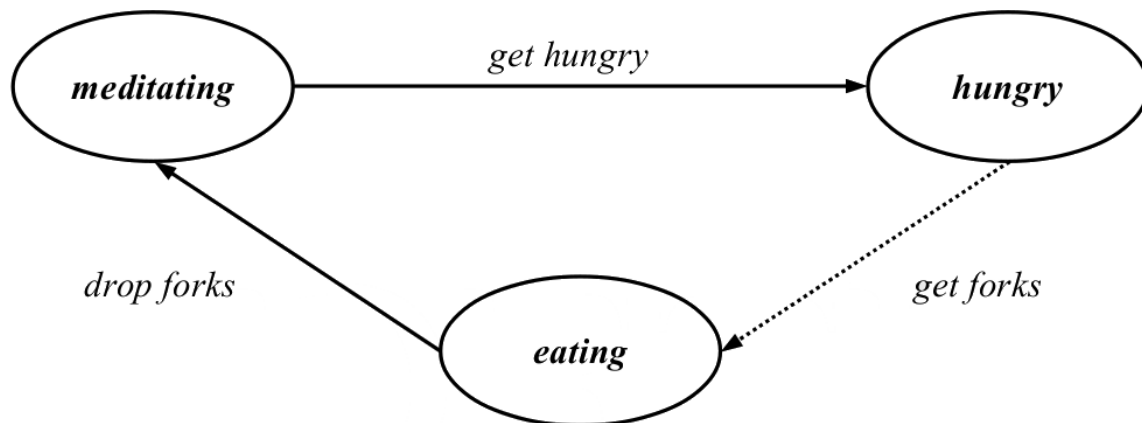 get hungry
meditating
hungry
drop forks
get forks
eating